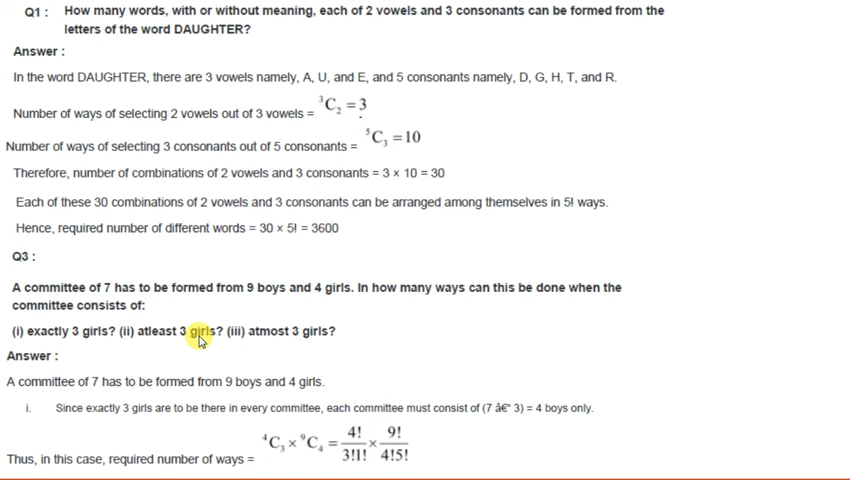 Q1 : How many words, with or without meaning, each of 2 vowels and 3 consonants can be formed from the
letters of the word DAUGHTER?
Answer :
In the word DAUGHTER, there are 3 vowels namely, A, U, and E, and 5 consonants namely, D, G, H, T, and R.
Number of ways of selecting 2 vowels out of 3 vowels = ³C₂ = 3
Number of ways of selecting 3 consonants out of 5 consonants = ⁵C₃ = 10
Therefore, number of combinations of 2 vowels and 3 consonants = 3 × 10 = 30
Each of these 30 combinations of 2 vowels and 3 consonants can be arranged among themselves in 5! ways.
Hence, required number of different words = 30 × 5! = 3600
Q3 :
A committee of 7 has to be formed from 9 boys and 4 girls. In how many ways can this be done when the
committee consists of:
(i) exactly 3 girls? (ii) atleast 3 girls? (iii) atmost 3 girls?
Answer :
A committee of 7 has to be formed from 9 boys and 4 girls.
i. Since exactly 3 girls are to be there in every committee, each committee must consist of (7 â€“ 3) = 4 boys only.
Thus, in this case, required number of ways = ⁴C₃ × ⁹C₄ = 4!/3!1! × 9!/4!5!